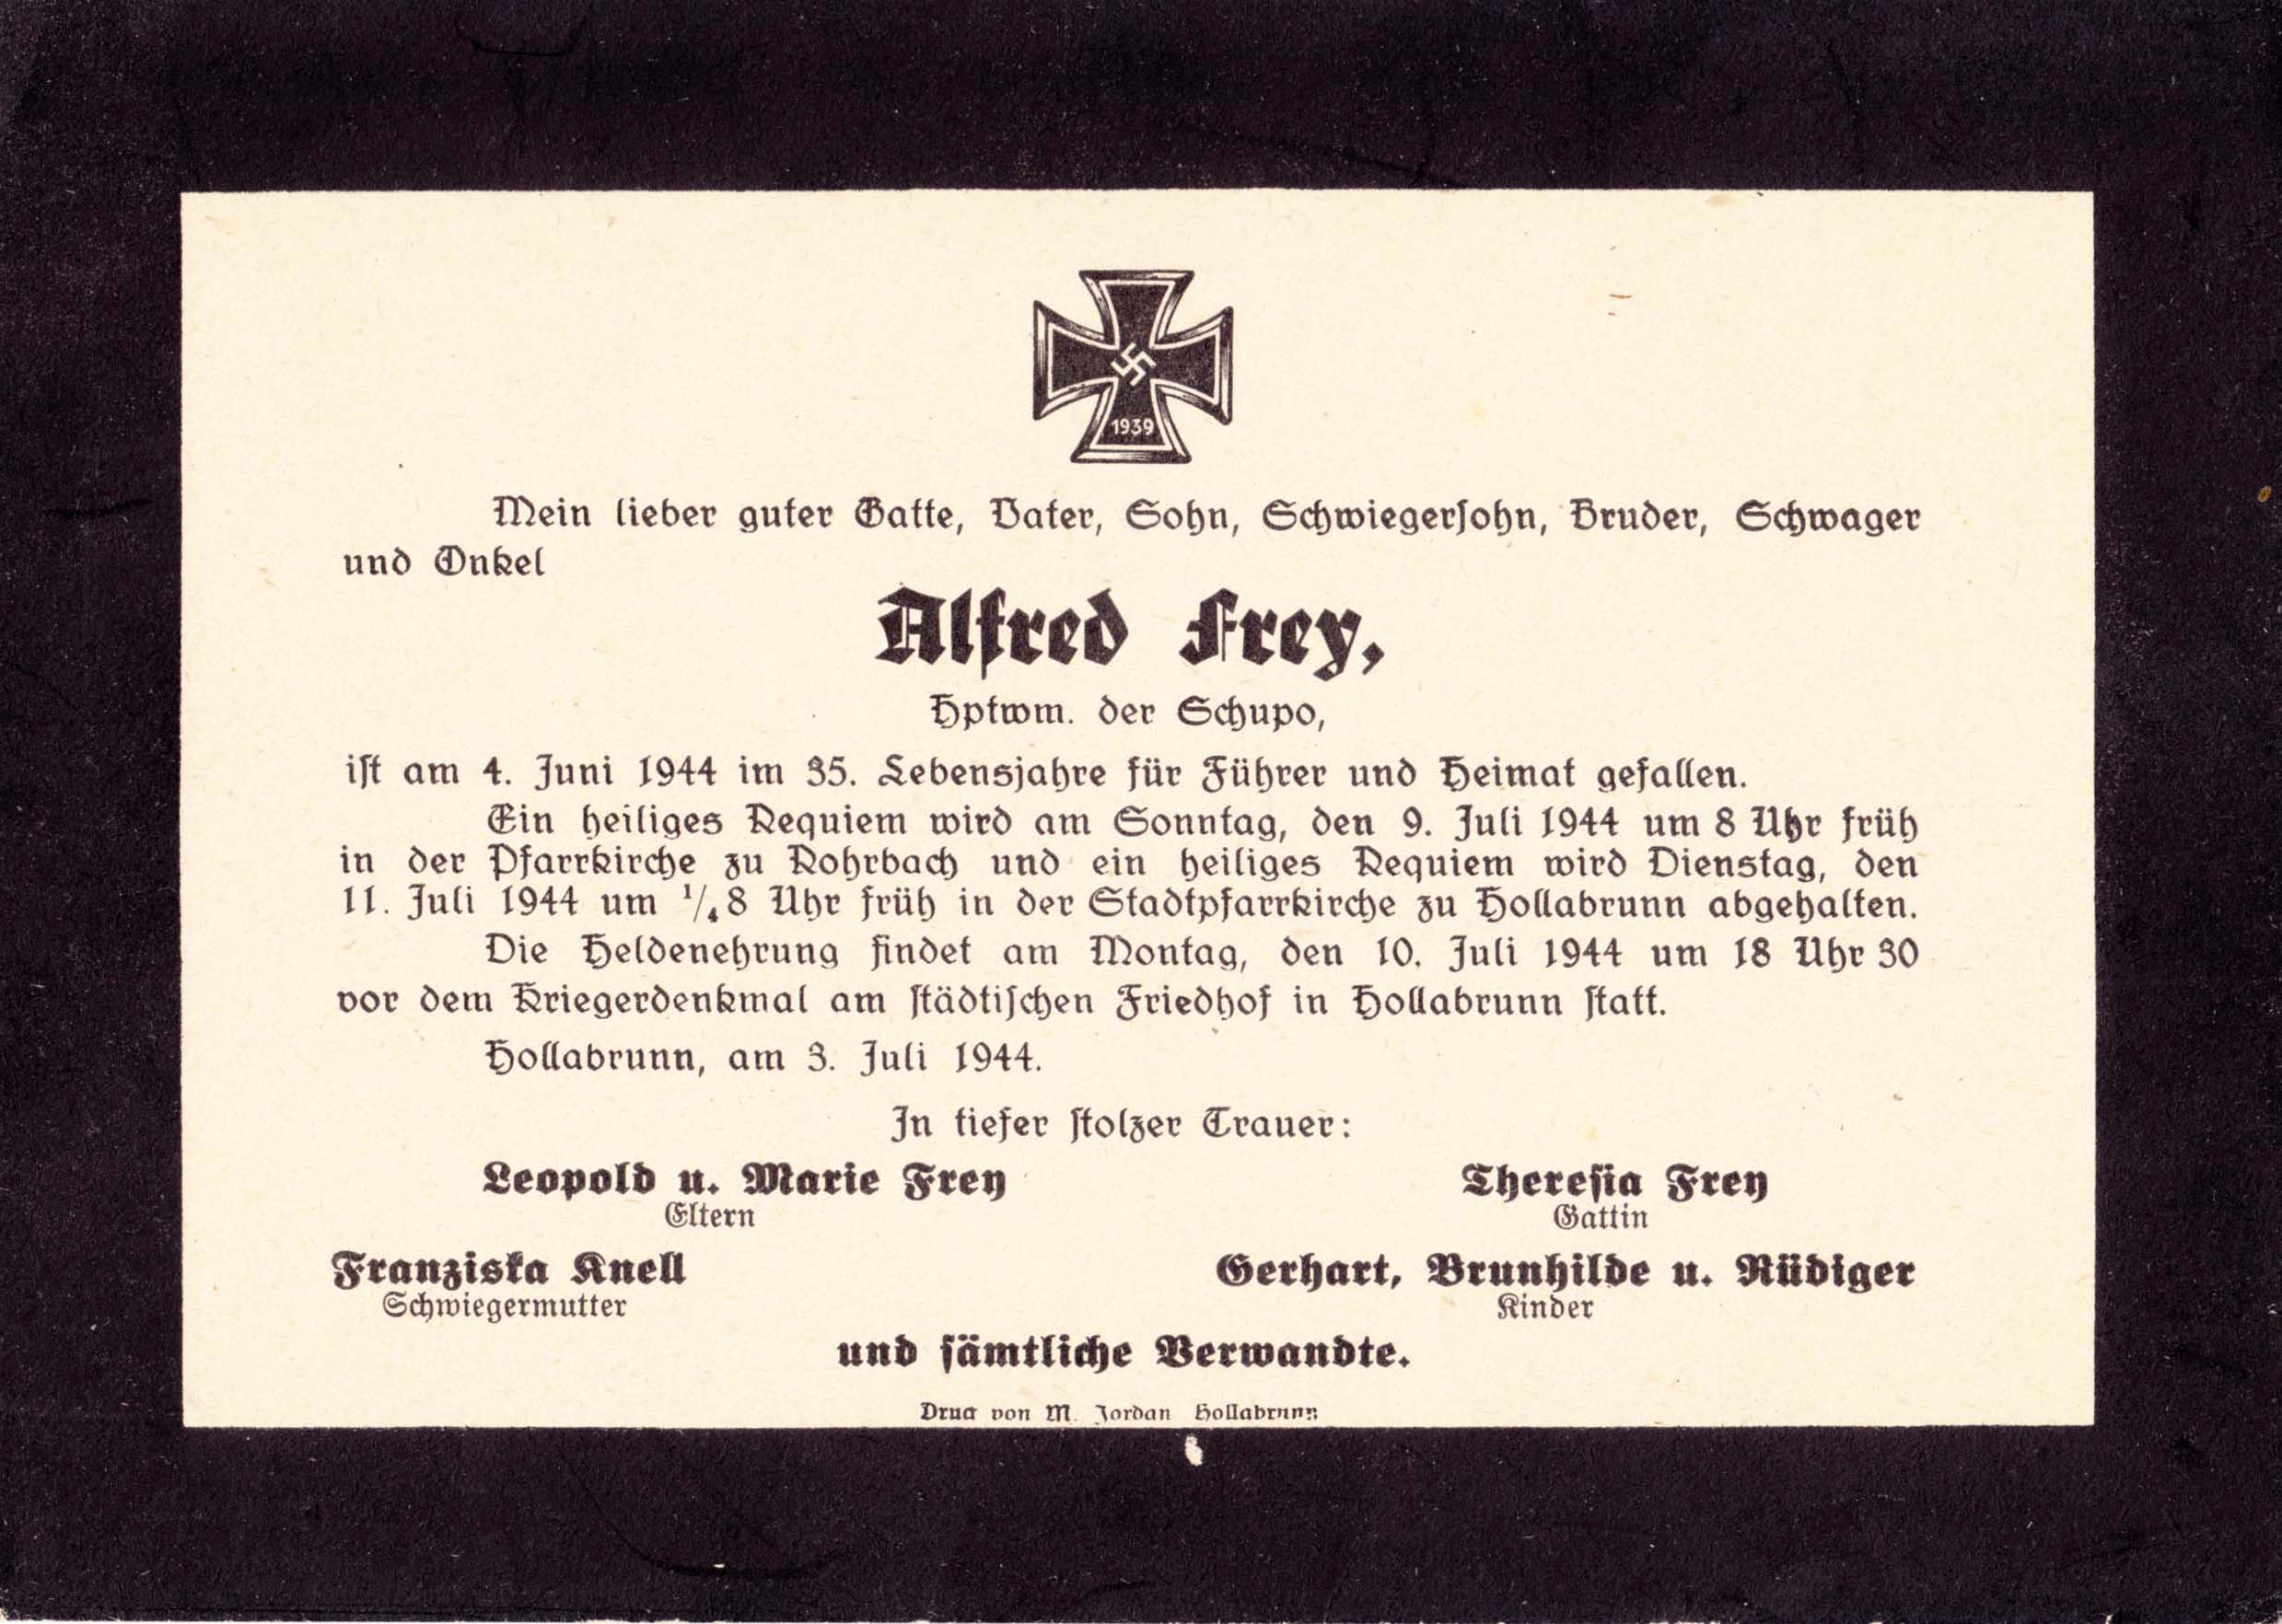 1939
Mein lieber guter Gatte, Vater, Sohn, Schwiegersohn, Bruder, Schwager
und Onkel
Alfred Frey,
Hptwm. der Schupo,
ist am 4. Juni 1944 im 35. Lebensjahre für Führer und Heimat gefallen.
Ein heiliges Requiem wird am Sonntag, den 9. Juli 1944 um 8 Uhr früh
in der Pfarrkirche zu Rohrbach und ein heiliges Requiem wird Dienstag, den
11. Juli 1944 um 1/4 8 Uhr früh in der Stadtpfarrkirche zu Hollabrunn abgehalten.
Die Heldenehrung findet am Montag, den 10. Juli 1944 um 18 Uhr 30
vor dem Kriegerdenkmal am städtischen Friedhof in Hollabrunn statt.
Hollabrunn, am 3. Juli 1944.
In tiefer stolzer Trauer:
Leopold u. Marie Frey Theresia Frey
Eltern Gattin
Franziska Knell Gerhart, Brunhilde u. Rüdiger
Schwiegermutter Kinder
und sämtliche Verwandte.
Druck von M. Jordan Hollabrunn